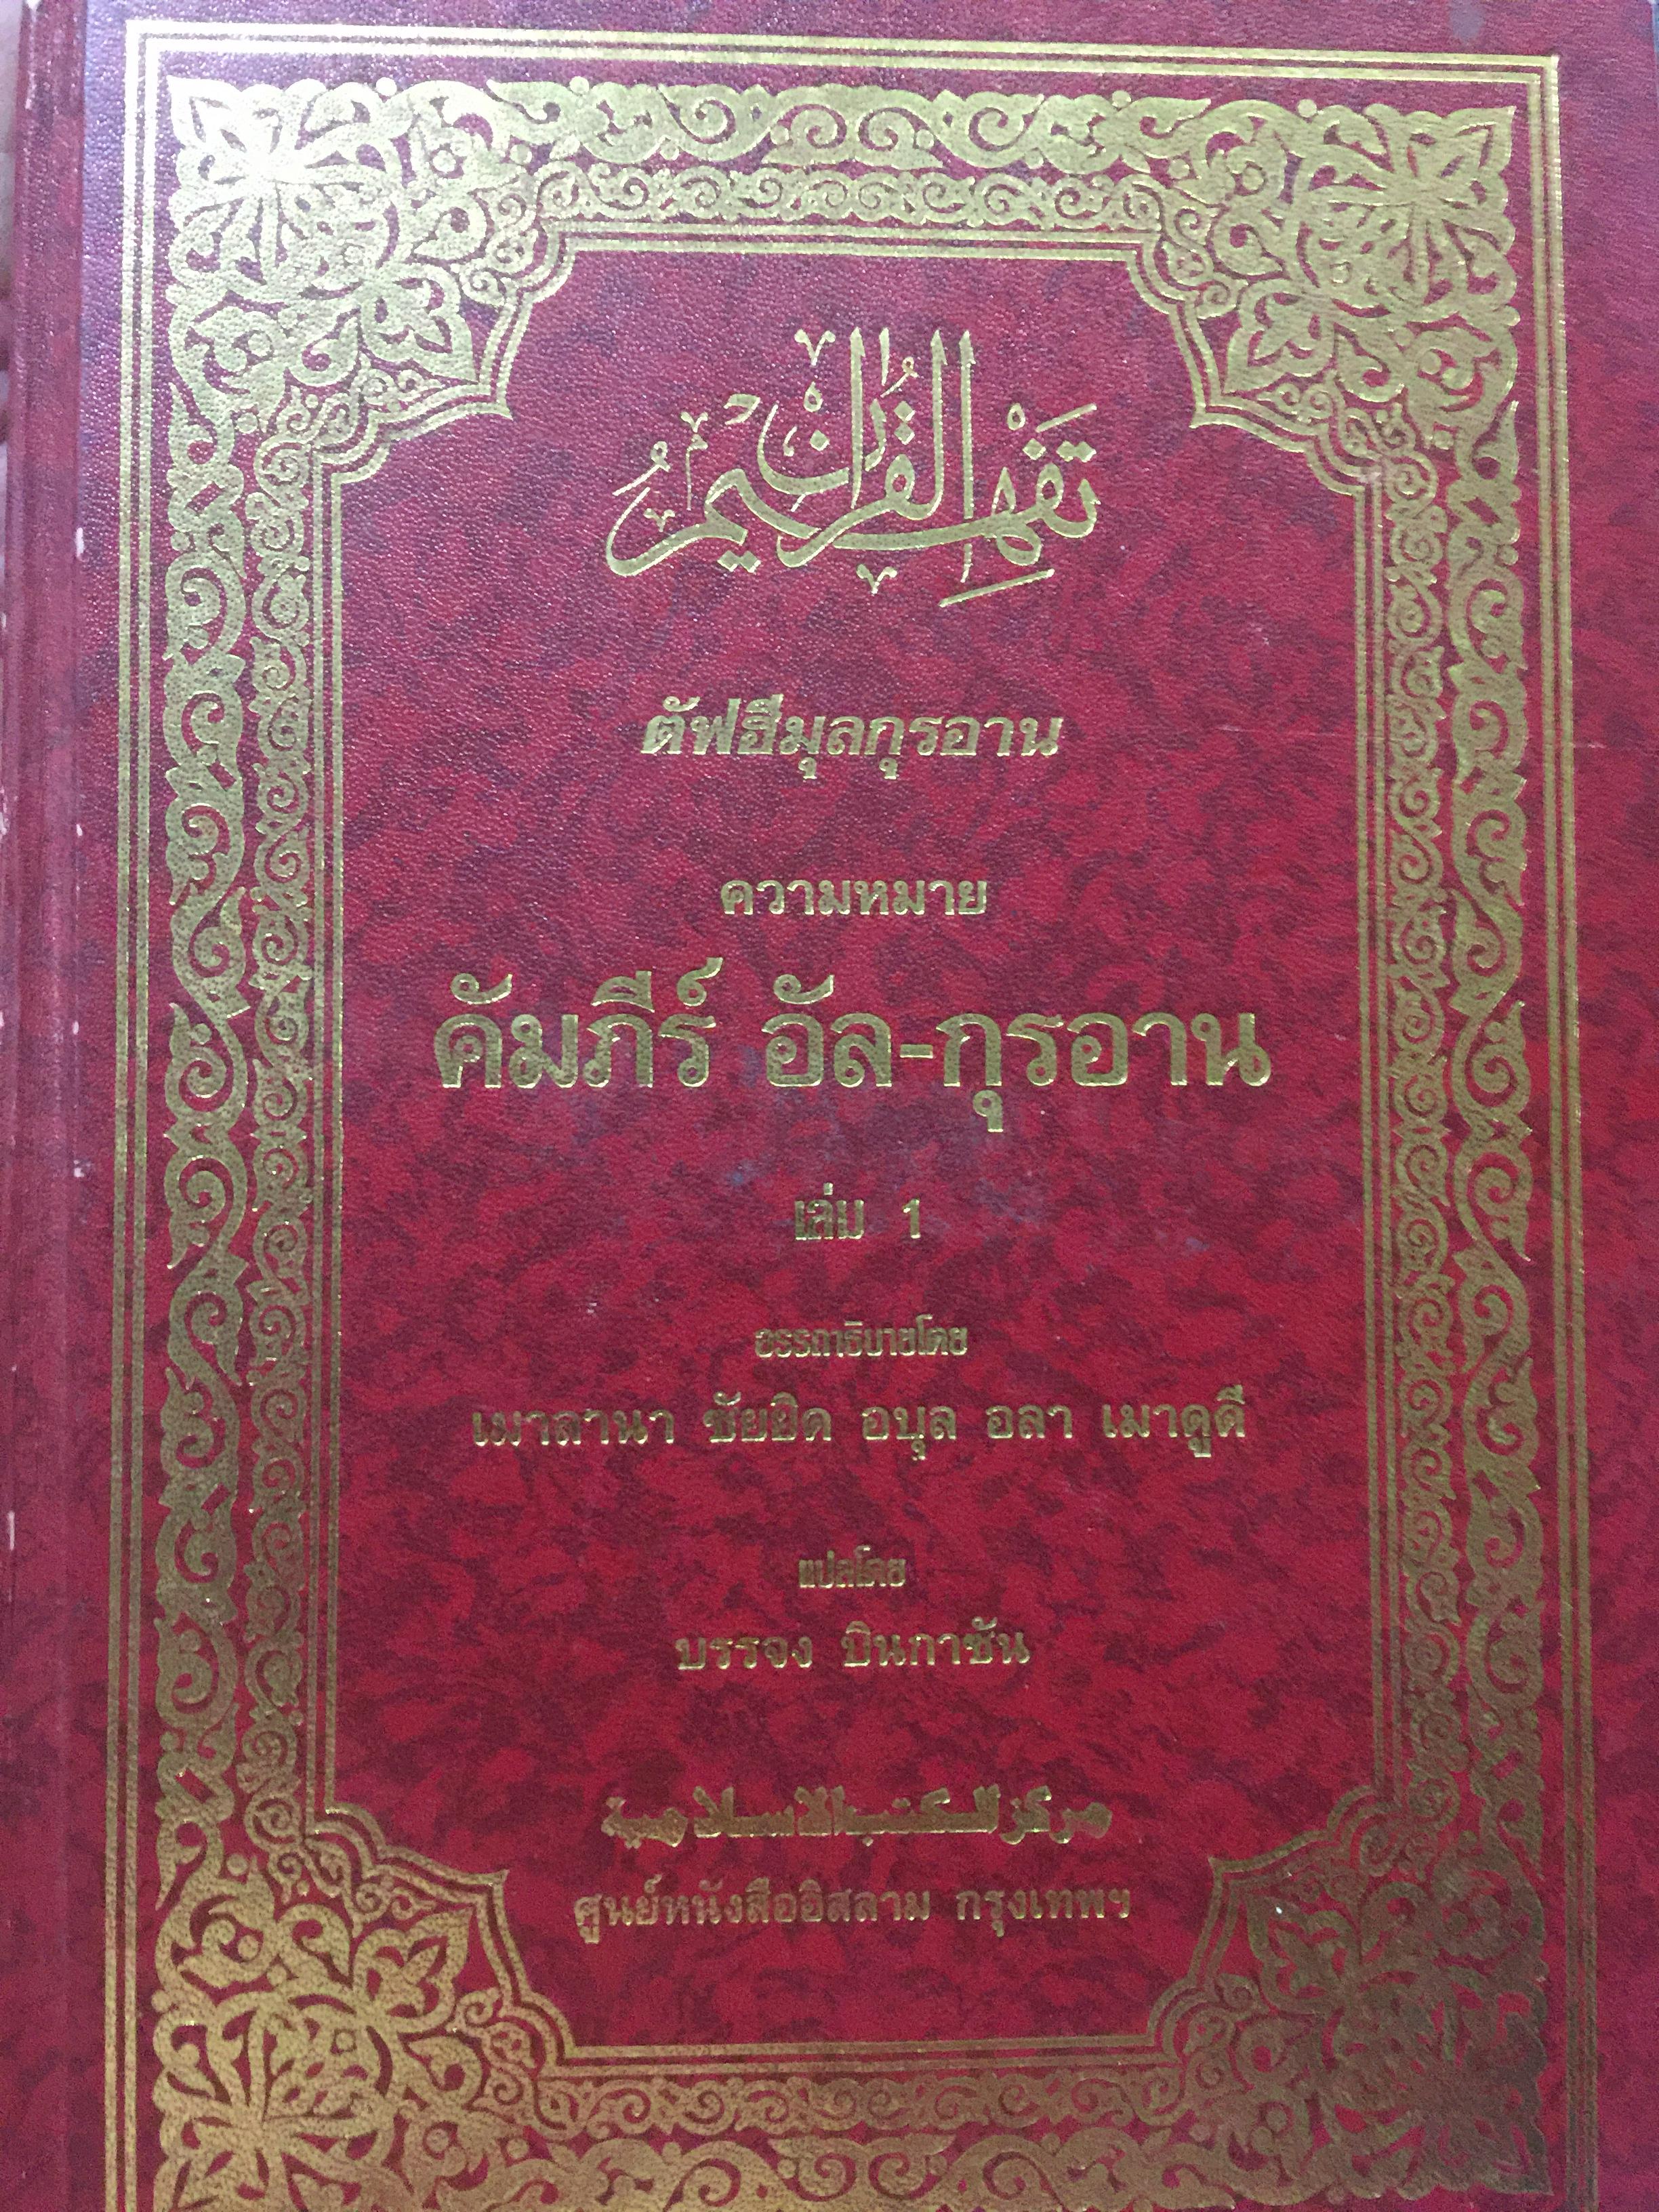 تفهيم القرآن
ตัฟฮีมุลกุรอาน
ความหมาย
คัมภีร์ อัล-กุรอาน
เล่ม 1
อรรถาธิบายโดย
เมาลานา ซัยยิด อบุล อลา เมาดูดี
แปลโดย
บรรจง บินกาซัน
مركز الكتب الاسلامية
ศูนย์หนังสืออิสลาม กรุงเทพฯ